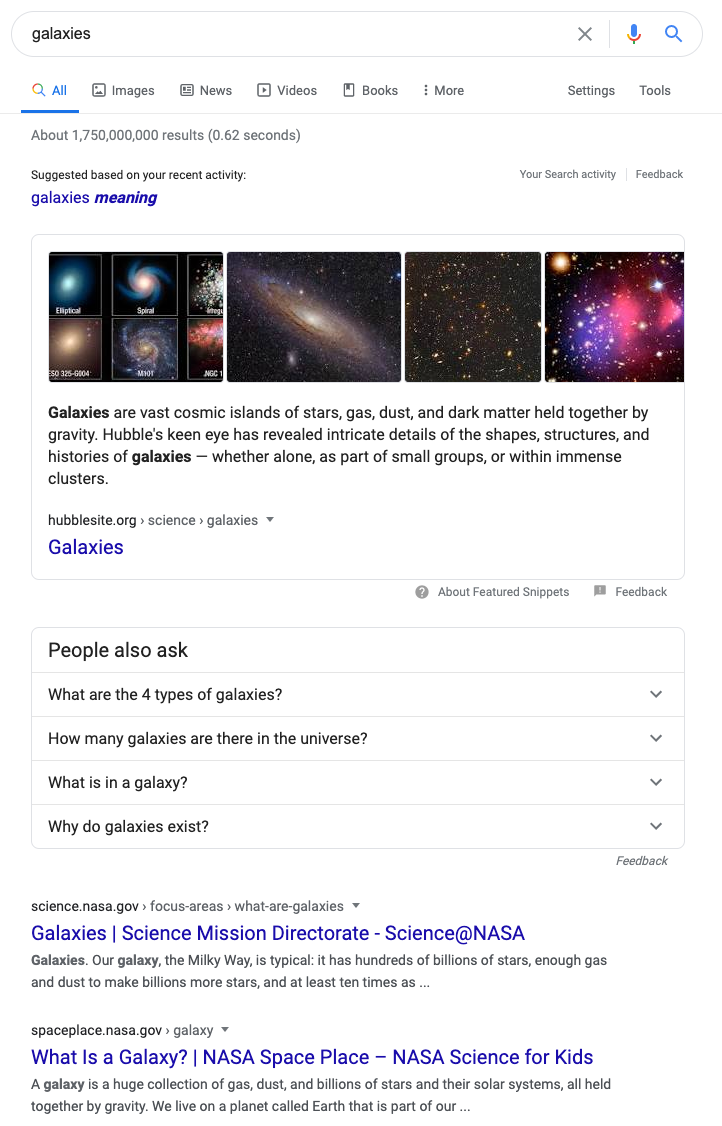 galaxies
All Images News Videos Books More Settings Tools
About 1,750,000,000 results (0.62 seconds)
Suggested based on your recent activity: Your Search activity Feedback
galaxies meaning
Elliptical Spiral
ESO 325-G004 M101 NGC 1
Galaxies are vast cosmic islands of stars, gas, dust, and dark matter held together by
gravity. Hubble's keen eye has revealed intricate details of the shapes, structures, and
histories of galaxies — whether alone, as part of small groups, or within immense
clusters.
hubblesite.org › science › galaxies
Galaxies
About Featured Snippets Feedback
People also ask
What are the 4 types of galaxies?
How many galaxies are there in the universe?
What is in a galaxy?
Why do galaxies exist?
Feedback
science.nasa.gov › focus-areas › what-are-galaxies
Galaxies | Science Mission Directorate - Science@NASA
Galaxies. Our galaxy, the Milky Way, is typical: it has hundreds of billions of stars, enough gas
and dust to make billions more stars, and at least ten times as ...
spaceplace.nasa.gov › galaxy
What Is a Galaxy? | NASA Space Place – NASA Science for Kids
A galaxy is a huge collection of gas, dust, and billions of stars and their solar systems, all held
together by gravity. We live on a planet called Earth that is part of our ...